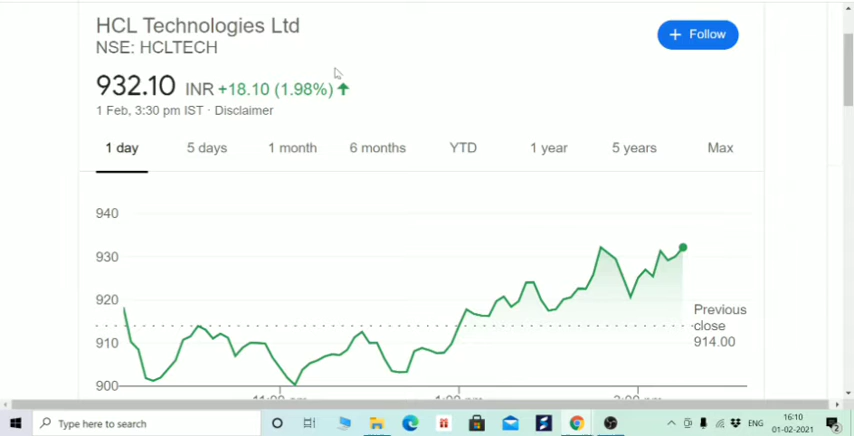 HCL Technologies Ltd
NSE: HCLTECH
+ Follow
932.10 INR +18.10 (1.98%)
1 Feb, 3:30 pm IST · Disclaimer
1 day 5 days 1 month 6 months YTD 1 year 5 years Max
940
930
920
910
900
Previous
close
914.00
Type here to search
ENG
16:10
01-02-2021
2